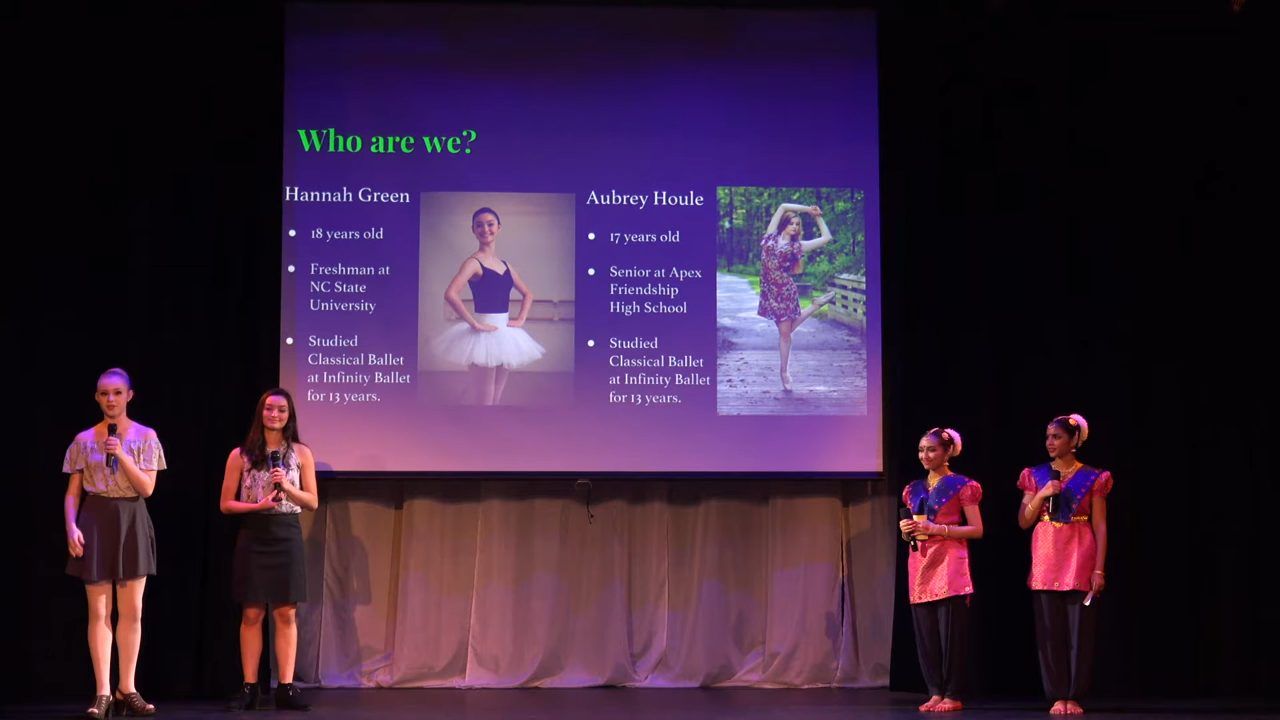 Who are we?
Hannah Green
• 18 years old
• Freshman at
NC State
University
• Studied
Classical Ballet
at Infinity Ballet
for 13 years.
Aubrey Houle
• 17 years old
• Senior at Apex
Friendship
High School
• Studied
Classical Ballet
at Infinity Ballet
for 13 years.